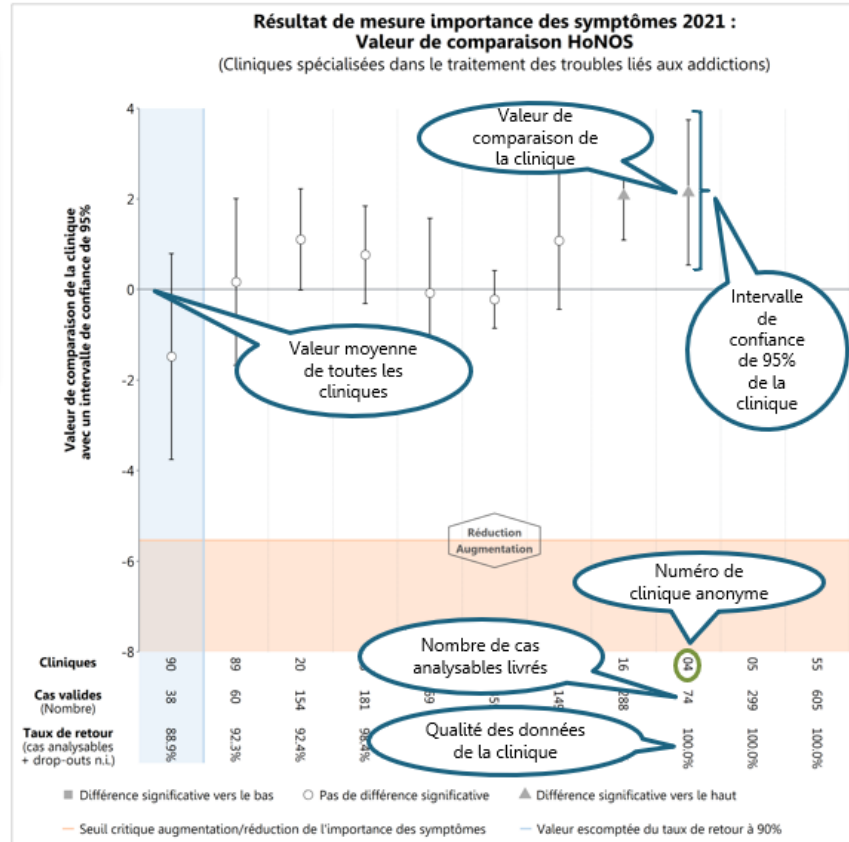 Résultat de mesure importance des symptômes 2021 :
Valeur de comparaison HoNOS
(Cliniques spécialisées dans le traitement des troubles liés aux addictions)
Valeur de comparaison de la clinique
avec un intervalle de confiance de 95%
4
2
0
-2
-4
-6
-8
Valeur de
comparaison de
la clinique
Intervalle
de
confiance
de 95%
de la
clinique
Valeur moyenne
de toutes les
cliniques
Réduction
Augmentation
Numéro de
clinique anonyme
Nombre de cas
analysables livrés
Qualité des données
de la clinique
Cliniques
90 89 20 16 04 05 55
Cas valides
(Nombre)
38 60 154 181 149 288 74 299 605
Taux de retour
(cas analysables
+ drop-outs n.i.)
88.9% 92.3% 92.4% 98.4% 100.0% 100.0% 100.0%
Différence significative vers le bas
Pas de différence significative
Différence significative vers le haut
Seuil critique augmentation/réduction de l'importance des symptômes
Valeur escomptée du taux de retour à 90%